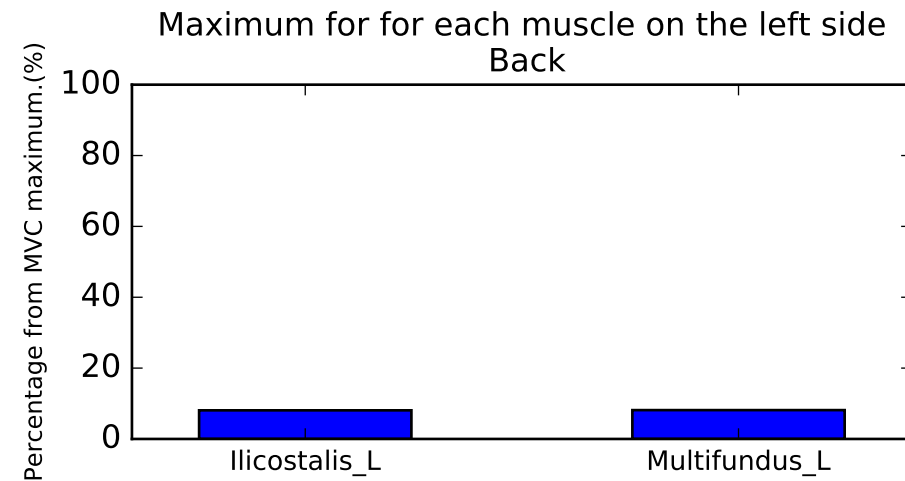 Maximum for for each muscle on the left side
Back
Percentage from MVC maximum.(%)
100
80
60
40
20
0
Ilicostalis_L
Multifundus_L